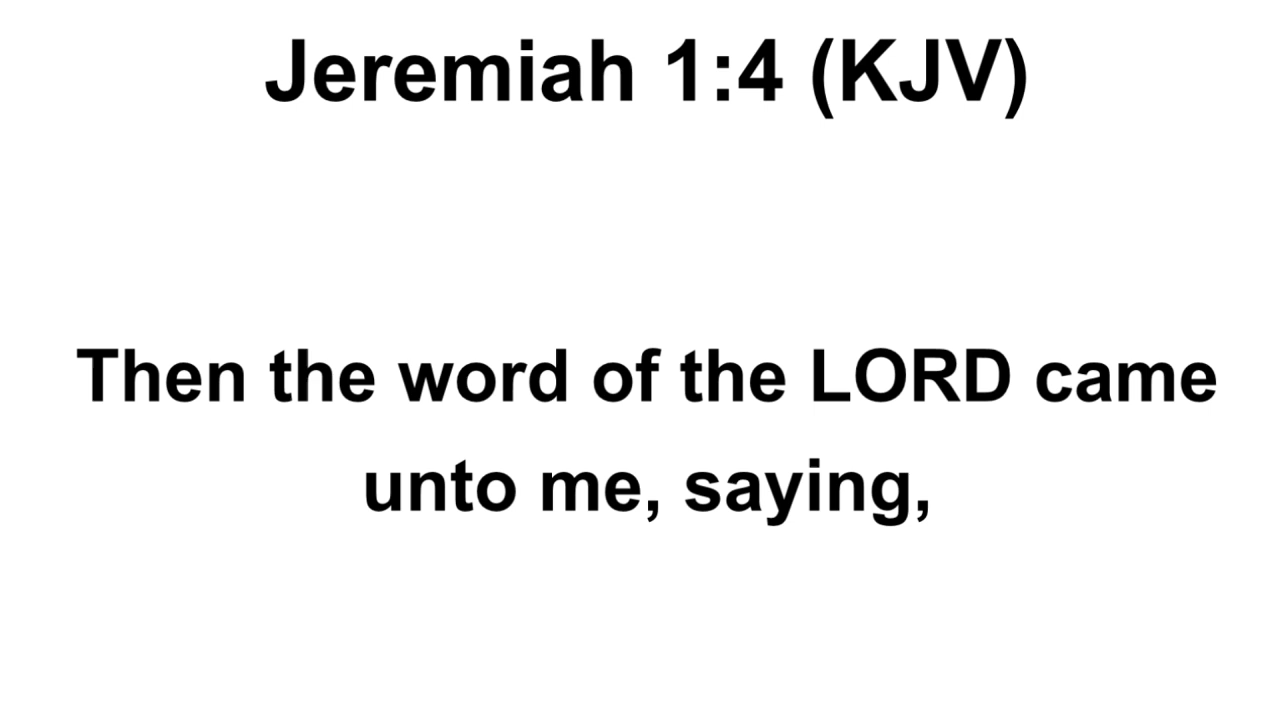 Jeremiah 1:4 (KJV)
Then the word of the LORD came
unto me, saying,